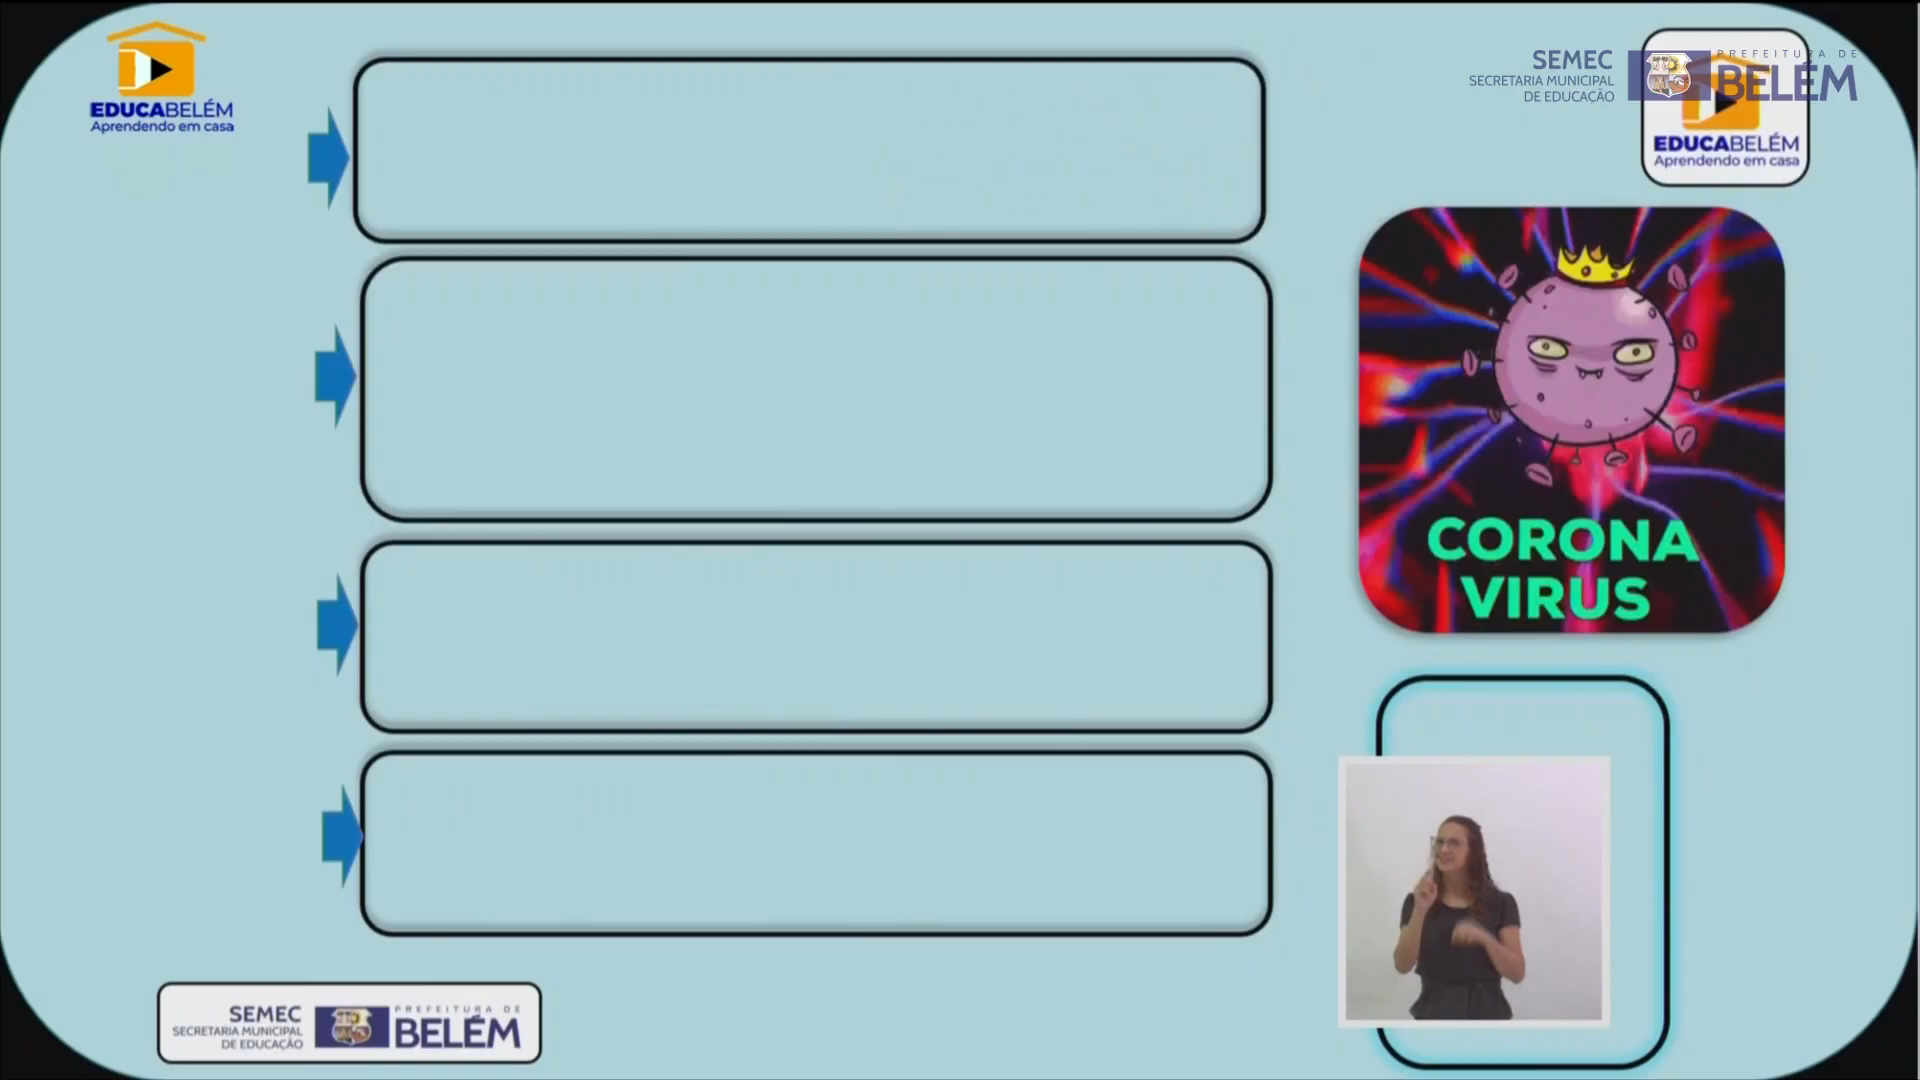 EDUCABELÉM
Aprendendo em casa
SEMEC
SECRETARIA MUNICIPAL
DE EDUCAÇÃO
PREFEITURA DE
BELÉM
EDUCABELÉM
Aprendendo em casa
CORONA
VIRUS
SEMEC
SECRETARIA MUNICIPAL
DE EDUCAÇÃO
PREFEITURA DE
BELÉM